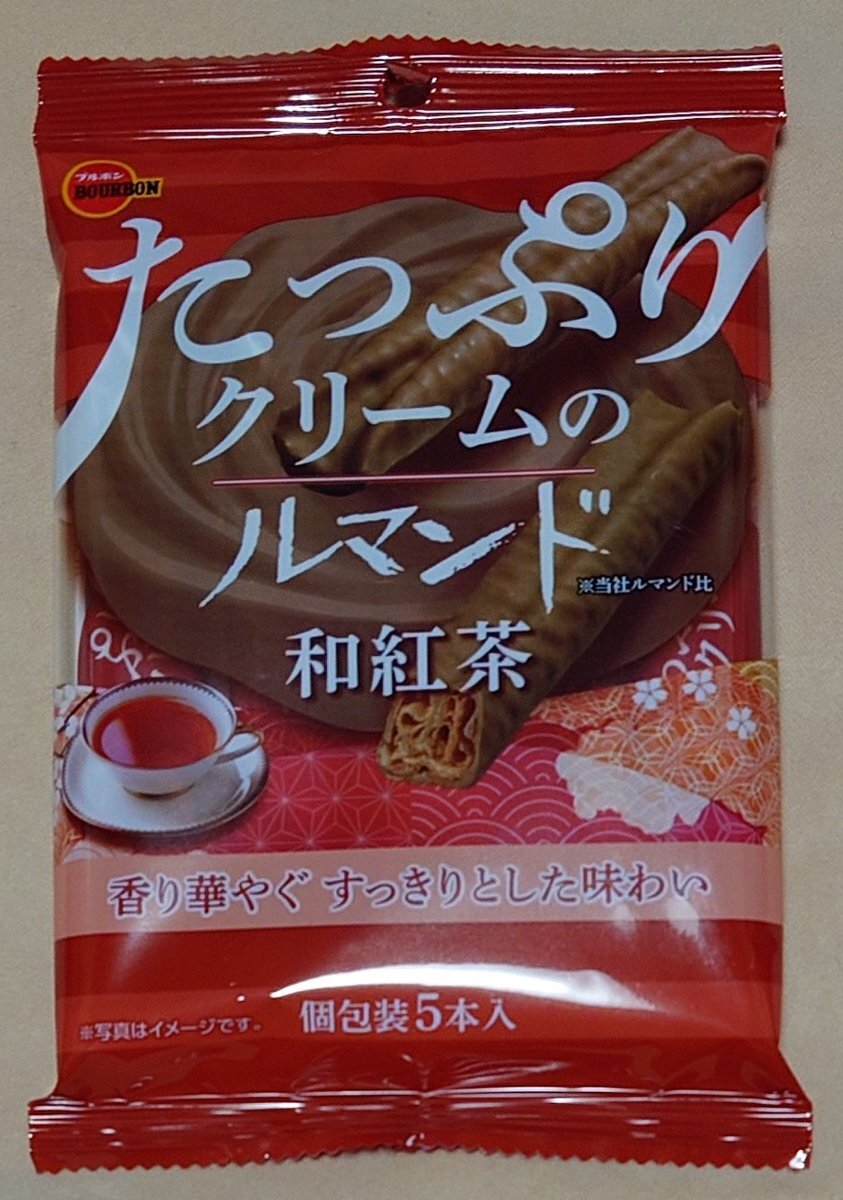 ブルボン
BOURBON
たっぷり
クリームの
ルマンド
※当社ルマンド比
和紅茶
香り華やぐ すっきりとした味わい
※写真はイメージです。
個包装5本入